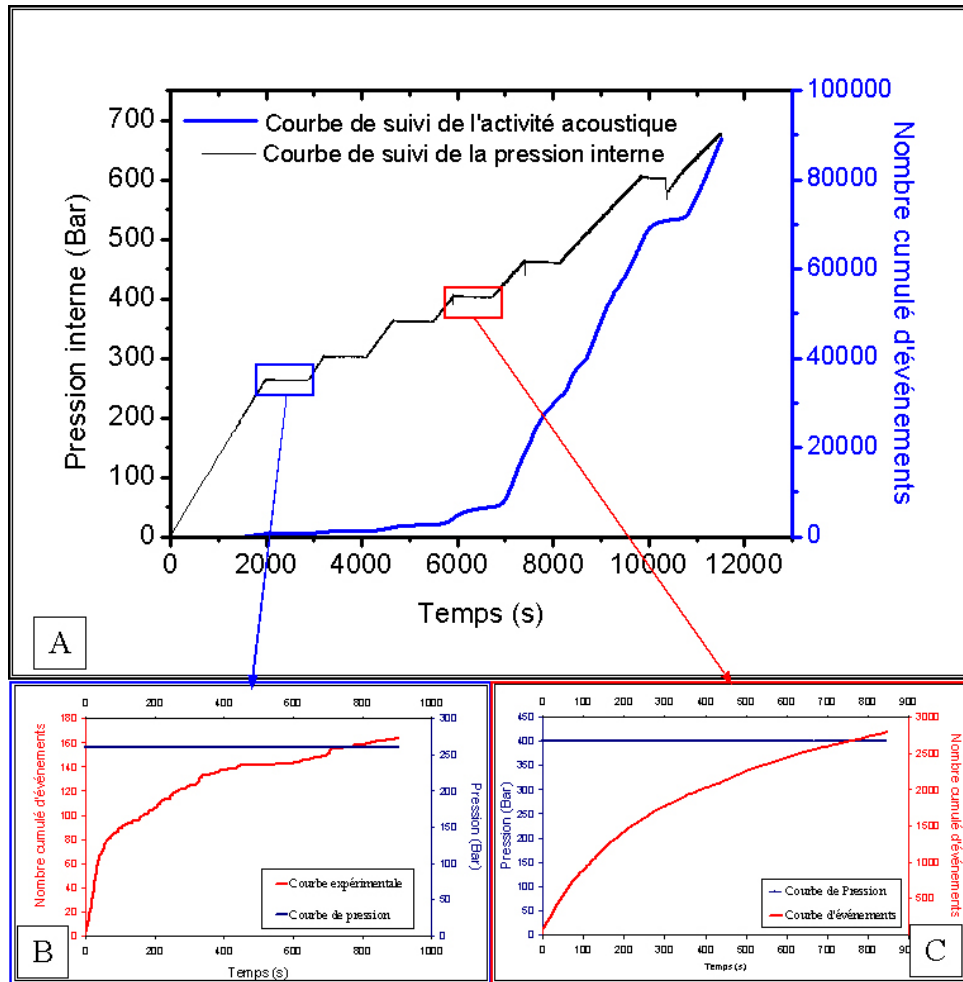 Courbe de suivi de l'activité acoustique
Courbe de suivi de la pression interne
Pression interne (Bar)
700
600
500
400
300
200
100
0
100000
80000
60000
40000
20000
0
Nombre cumulé d'événements
0 2000 4000 6000 8000 10000 12000
Temps (s)
A
0 200 400 600 800 1000
Nombre cumulé d'événements
180
160
140
120
100
80
60
40
20
0
300
250
200
150
100
50
0
Pression (Bar)
Courbe expérimentale
Courbe de pression
0 200 400 600 800 1000
Temps (s)
B
0 100 200 300 400 500 600 700 800 900
Pression (Bar)
450
400
350
300
250
200
150
100
50
0
3000
2500
2000
1500
1000
500
Nombre cumulé d'événements
Courbe de Pression
Courbe d'événements
0 100 200 300 400 500 600 700 800
Temps (s)
C